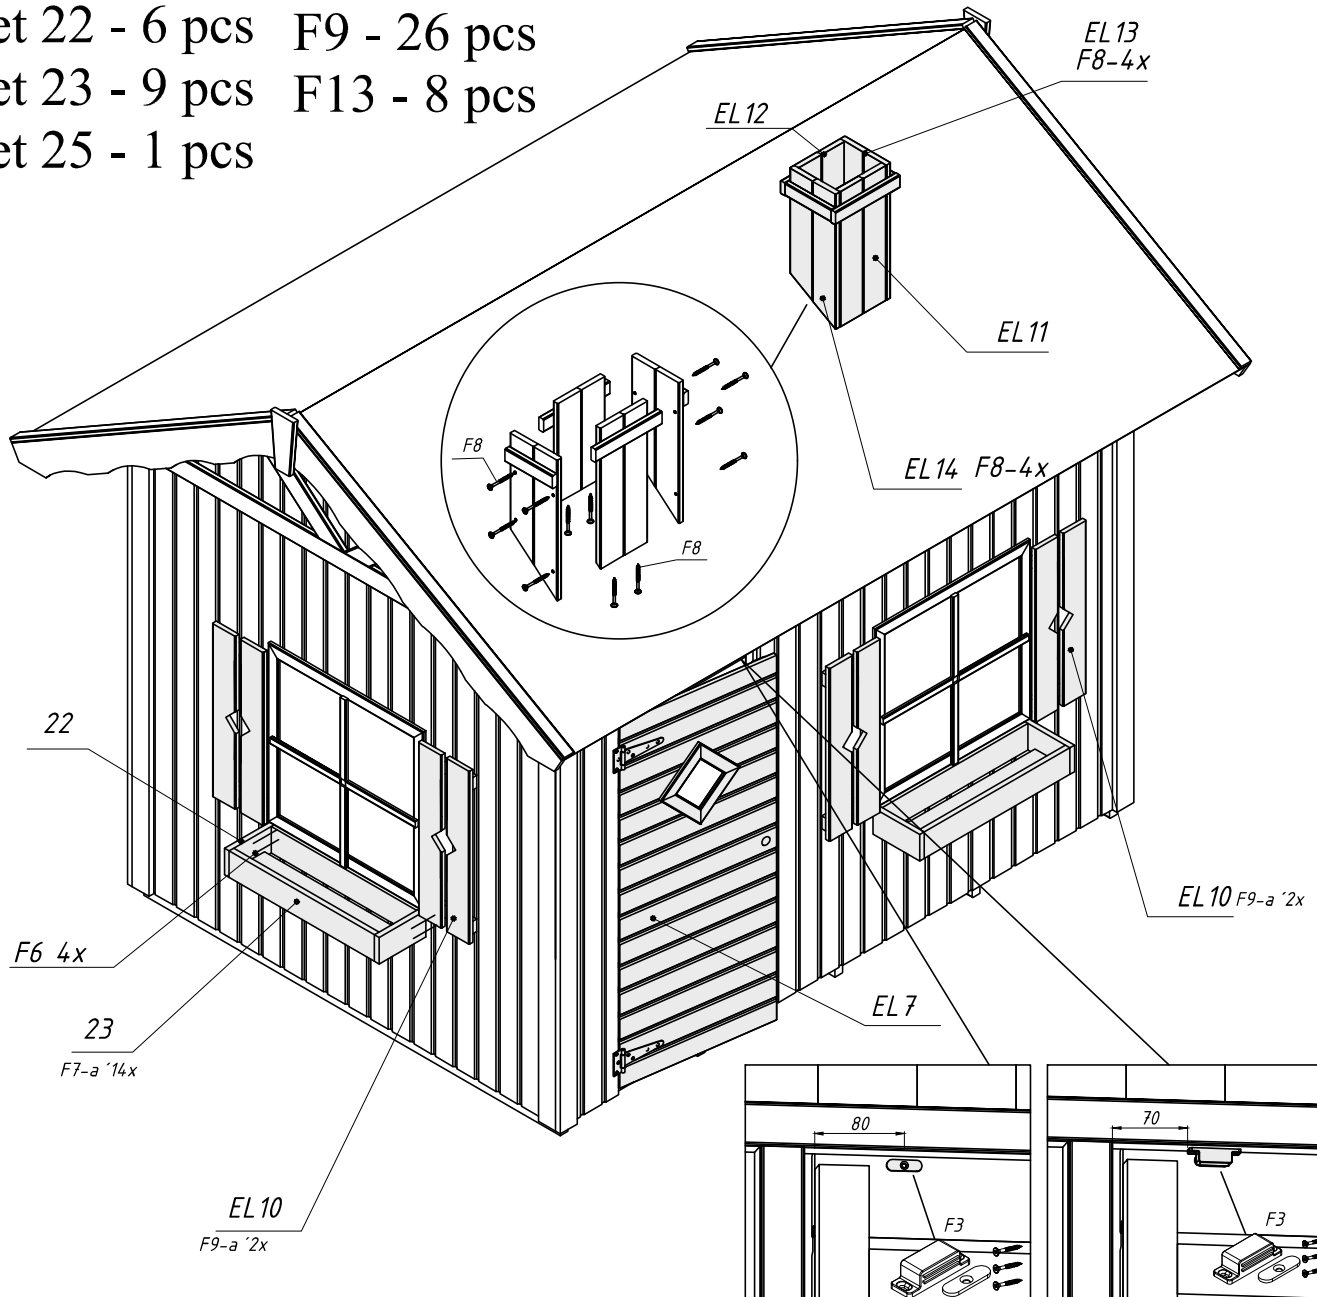 et 22 - 6 pcs F9 - 26 pcs
et 23 - 9 pcs F13 - 8 pcs
et 25 - 1 pcs
EL13
F8-4x
EL12
EL11
F8
EL14 F8-4x
F8
22
EL10 F9-a´2x
F6 4x
EL7
23
F7-a´14x
80
70
EL10
F9-a´2x
F3
F3